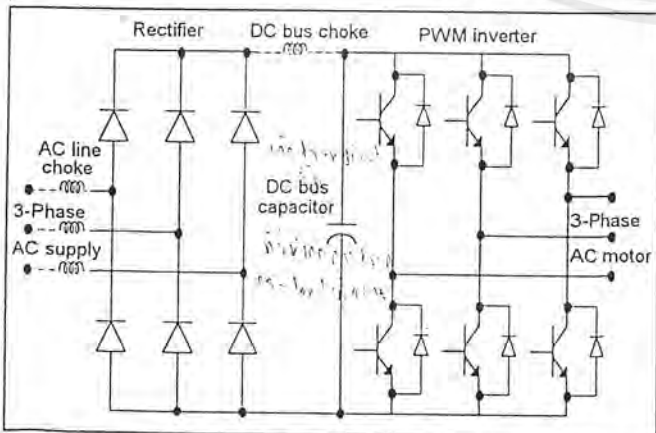 Rectifier
DC bus choke
PWM inverter
AC line
choke
3-Phase
AC supply
DC bus
capacitor
3-Phase
AC motor